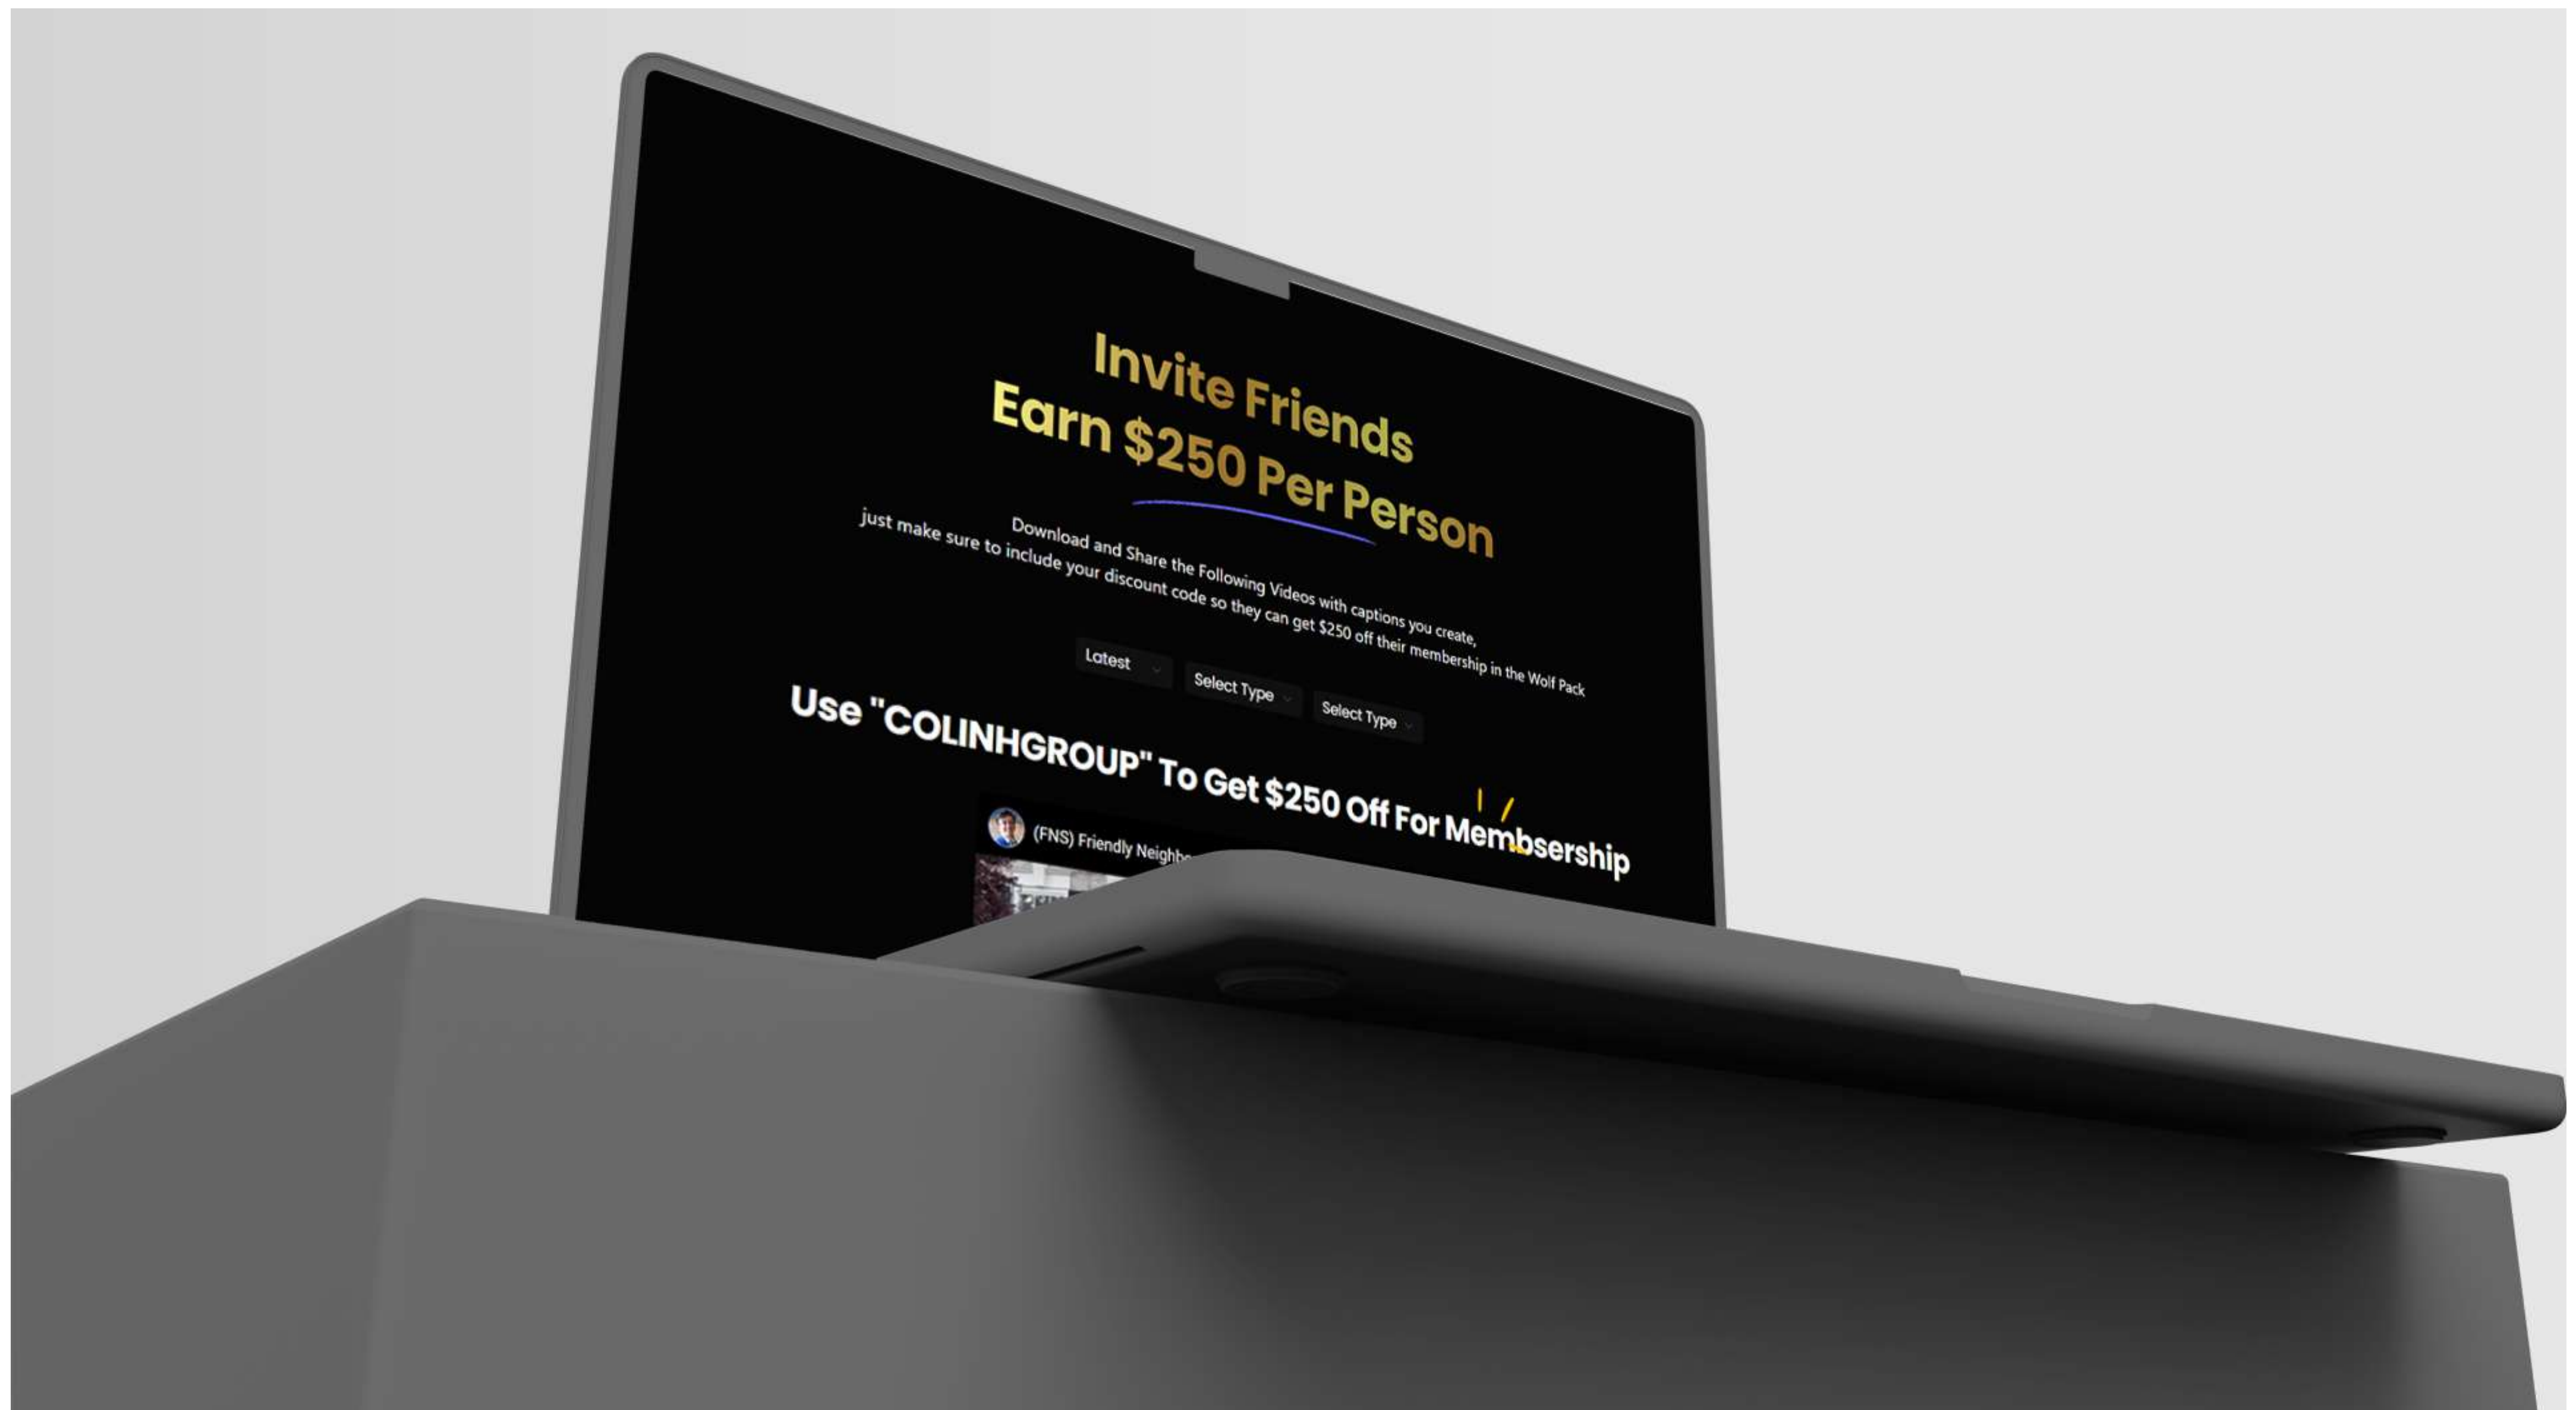 Invite Friends
Earn $250 Per Person
Download and Share the Following Videos with captions you create,
just make sure to include your discount code so they can get $250 off their membership in the Wolf Pack
Latest
Select Type
Select Type
Use "COLINHGROUP" To Get $250 Off For Membsership
(FNS) Friendly